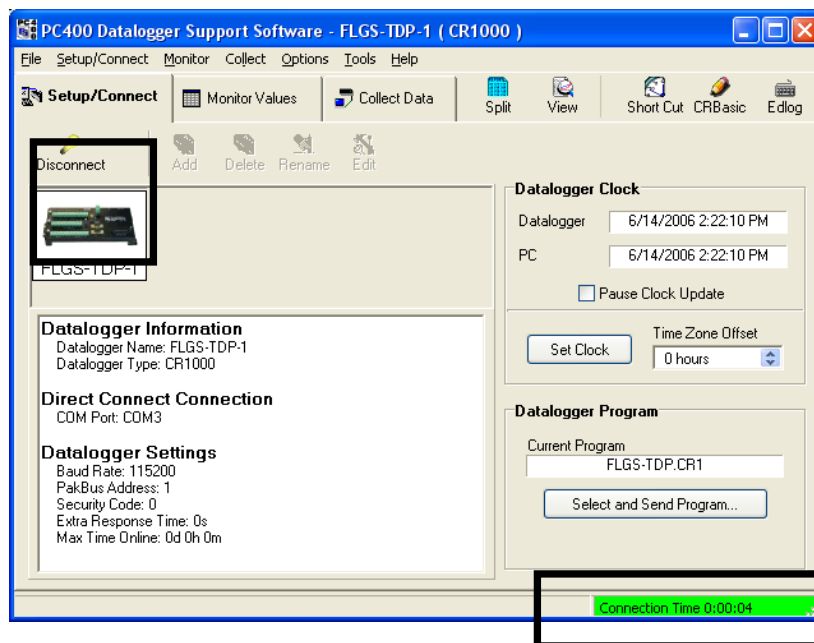 PC400 Datalogger Support Software - FLGS-TDP-1 ( CR1000 )
File Setup/Connect Monitor Collect Options Tools Help
Setup/Connect Monitor Values Collect Data Split View Short Cut CRBasic Edlog
Disconnect Add Delete Rename Edit
FLGS-TDP-1
Datalogger Information
Datalogger Name: FLGS-TDP-1
Datalogger Type: CR1000
Direct Connect Connection
COM Port: COM3
Datalogger Settings
Baud Rate: 115200
PakBus Address: 1
Security Code: 0
Extra Response Time: 0s
Max Time Online: 0d 0h 0m
Datalogger Clock
Datalogger 6/14/2006 2:22:10 PM
PC 6/14/2006 2:22:10 PM
Pause Clock Update
Set Clock
Time Zone Offset
0 hours
Datalogger Program
Current Program
FLGS-TDP.CR1
Select and Send Program...
Connection Time 0:00:04